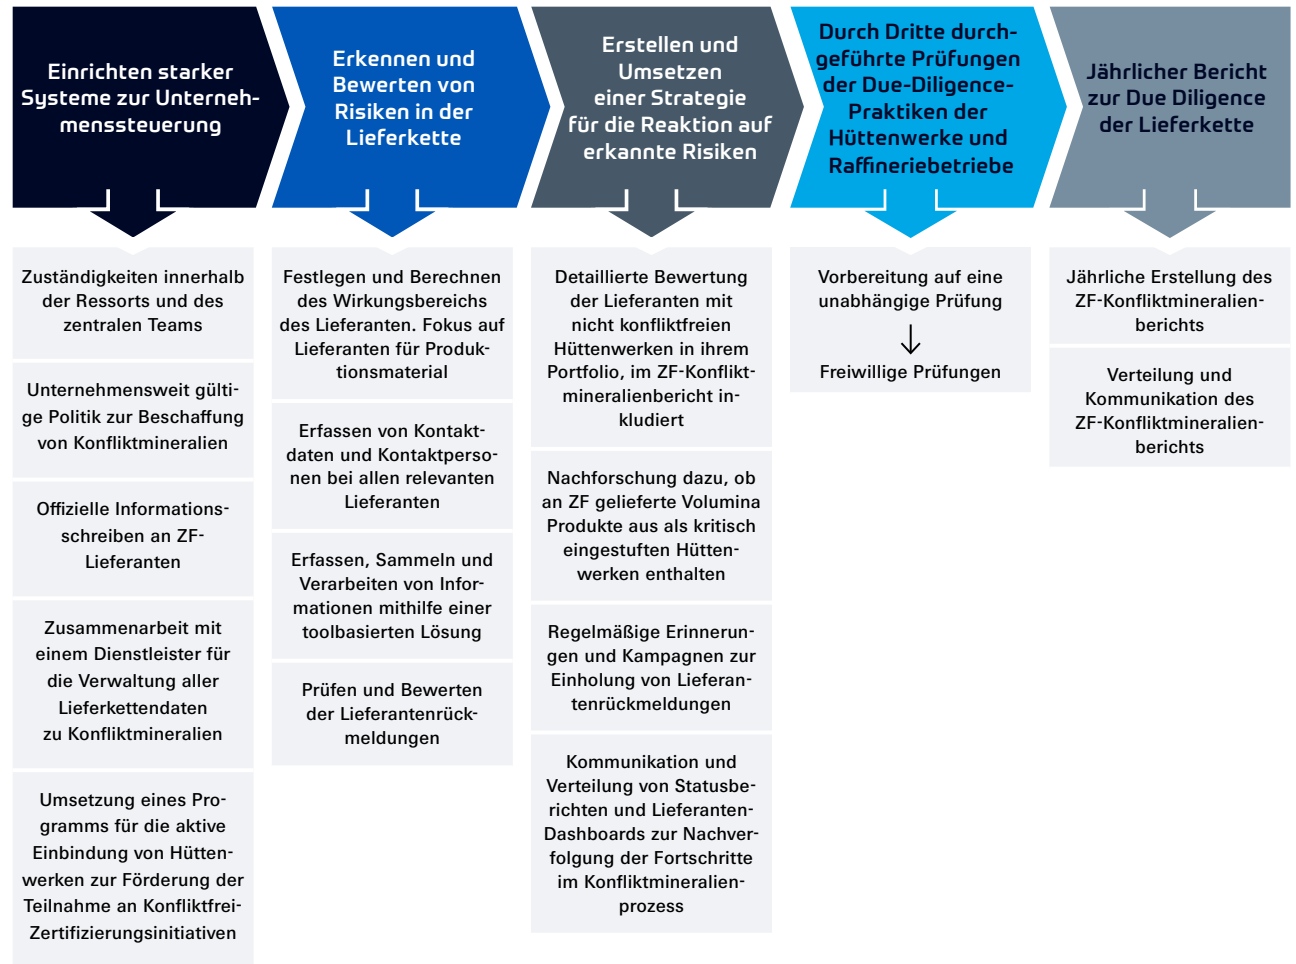 Einrichten starker
Systeme zur Unterneh-
menssteuerung
Erkennen und
Bewerten von
Risiken in der
Lieferkette
Erstellen und
Umsetzen
einer Strategie
für die Reaktion auf
erkannte Risiken
Durch Dritte durch-
geführte Prüfungen
der Due-Diligence-
Praktiken der
Hüttenwerke und
Raffineriebetriebe
Jährlicher Bericht
zur Due Diligence
der Lieferkette
Zuständigkeiten innerhalb
der Ressorts und des
zentralen Teams
Unternehmensweit gülti-
ge Politik zur Beschaffung
von Konfliktmineralien
Offizielle Informations-
schreiben an ZF-
Lieferanten
Zusammenarbeit mit
einem Dienstleister für
die Verwaltung aller
Lieferkettendaten
zu Konfliktmineralien
Umsetzung eines Pro-
gramms für die aktive
Einbindung von Hütten-
werken zur Förderung der
Teilnahme an Konfliktfrei-
Zertifizierungsinitiativen
Festlegen und Berechnen
des Wirkungsbereichs
des Lieferanten. Fokus auf
Lieferanten für Produk-
tionsmaterial
Erfassen von Kontakt-
daten und Kontaktperso-
nen bei allen relevanten
Lieferanten
Erfassen, Sammeln und
Verarbeiten von Infor-
mationen mithilfe einer
toolbasierten Lösung
Prüfen und Bewerten
der Lieferantenrück-
meldungen
Detaillierte Bewertung
der Lieferanten mit
nicht konfliktfreien
Hüttenwerken in ihrem
Portfolio, im ZF-Konflikt-
mineralienbericht in-
kludiert
Nachforschung dazu, ob
an ZF gelieferte Volumina
Produkte aus als kritisch
eingestuften Hütten-
werken enthalten
Regelmäßige Erinnerun-
gen und Kampagnen zur
Einholung von Lieferan-
tenrückmeldungen
Kommunikation und
Verteilung von Statusbe-
richten und Lieferanten-
Dashboards zur Nachver-
folgung der Fortschritte
im Konfliktmineralien-
prozess
Vorbereitung auf eine
unabhängige Prüfung
Freiwillige Prüfungen
Jährliche Erstellung des
ZF-Konfliktmineralien-
berichts
Verteilung und
Kommunikation des
ZF-Konfliktmineralien-
berichts